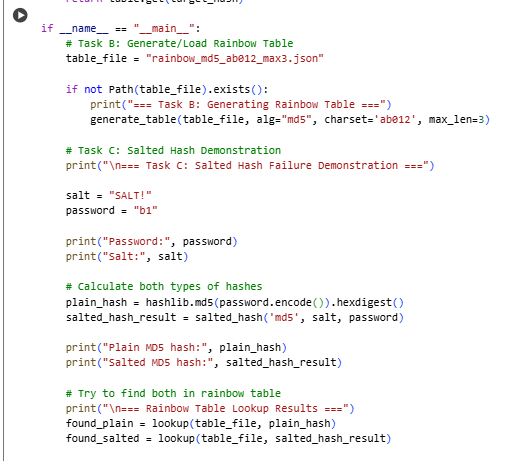 return table.get(target_hash)
if __name__ == "__main__":
# Task B: Generate/Load Rainbow Table
table_file = "rainbow_md5_ab012_max3.json"
if not Path(table_file).exists():
print("=== Task B: Generating Rainbow Table ===")
generate_table(table_file, alg="md5", charset='ab012', max_len=3)
# Task C: Salted Hash Demonstration
print("\n=== Task C: Salted Hash Failure Demonstration ===")
salt = "SALT!"
password = "b1"
print("Password:", password)
print("Salt:", salt)
# Calculate both types of hashes
plain_hash = hashlib.md5(password.encode()).hexdigest()
salted_hash_result = salted_hash('md5', salt, password)
print("Plain MD5 hash:", plain_hash)
print("Salted MD5 hash:", salted_hash_result)
# Try to find both in rainbow table
print("\n=== Rainbow Table Lookup Results ===")
found_plain = lookup(table_file, plain_hash)
found_salted = lookup(table_file, salted_hash_result)